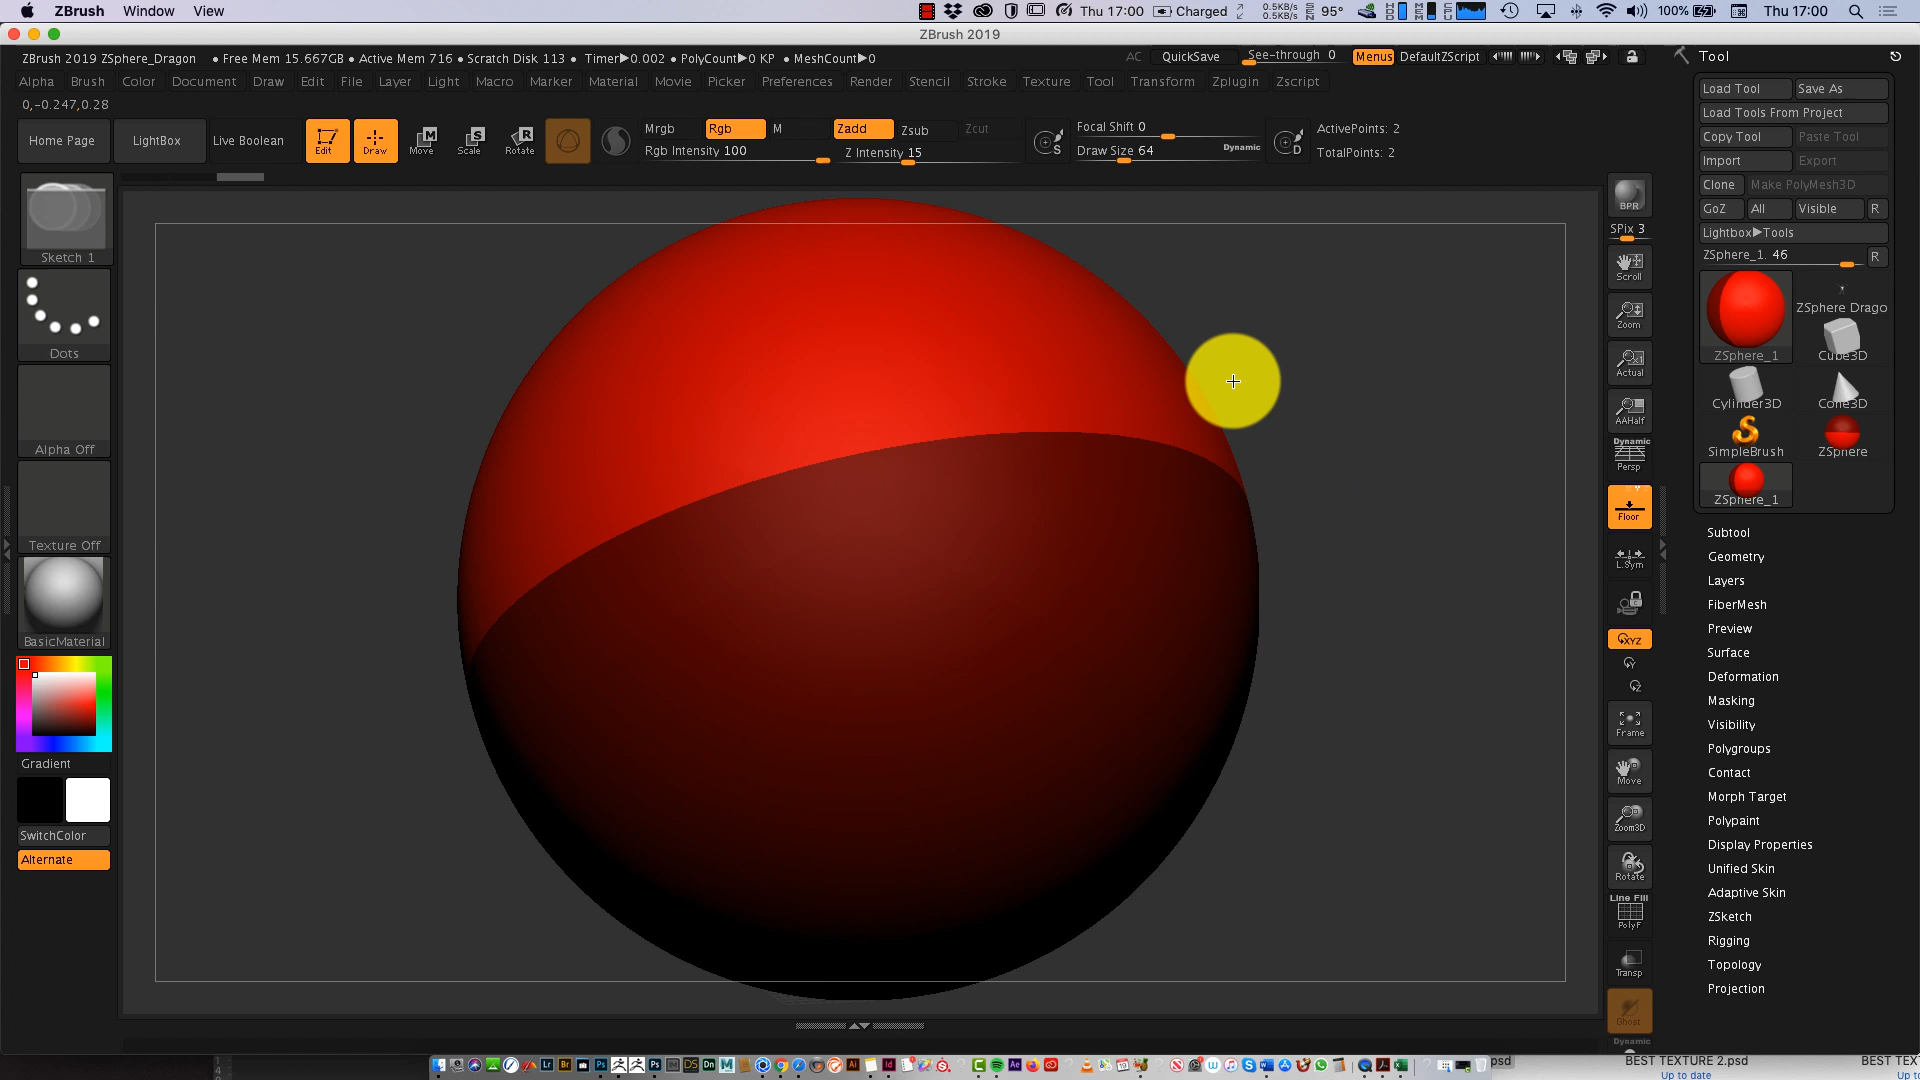 ZBrush Window View
0.5KB/s
0.5KB/s
95°
Thu 17:00
Charged
100%
Thu 17:00
ZBrush 2019
ZBrush 2019 ZSphere_Dragon • Free Mem 15.667GB • Active Mem 716 • Scratch Disk 113 • Timer▶0.002 • PolyCount▶0 KP • MeshCount▶0
AC QuickSave See-through 0 Menus DefaultZScript
Tool
Alpha Brush Color Document Draw Edit File Layer Light Macro Marker Material Movie Picker Preferences Render Stencil Stroke Texture Tool Transform Zplugin Zscript
0,-0.247,0.28
Home Page LightBox Live Boolean Edit Draw Move Scale Rotate
Mrgb Rgb M
Rgb Intensity 100
Zadd Zsub Zcut
Z Intensity 15
S
Focal Shift 0
Draw Size 64 Dynamic
D
ActivePoints: 2
TotalPoints: 2
Sketch 1
Dots
Alpha Off
Texture Off
BasicMaterial
Gradient
SwitchColor
Alternate
BPR
SPix 3
Scroll
Zoom
Actual
AAHalf
Dynamic
Persp
Floor
L.Sym
XYZ
Y
Z
Frame
Move
Zoom3D
Rotate
Line Fill
PolyF
Transp
Ghost
Dynamic
Load Tool Save As
Load Tools From Project
Copy Tool Paste Tool
Import Export
Clone Make PolyMesh3D
GoZ All Visible R
Lightbox▶Tools
ZSphere_1. 46 R
ZSphere_1
ZSphere Drago
Cube3D
Cylinder3D Cone3D
SimpleBrush ZSphere
ZSphere_1
Subtool
Geometry
Layers
FiberMesh
Preview
Surface
Deformation
Masking
Visibility
Polygroups
Contact
Morph Target
Polypaint
Display Properties
Unified Skin
Adaptive Skin
ZSketch
Rigging
Topology
Projection
psd
BEST TEXTURE 2.psd
BEST TEX
Up to date
Up to